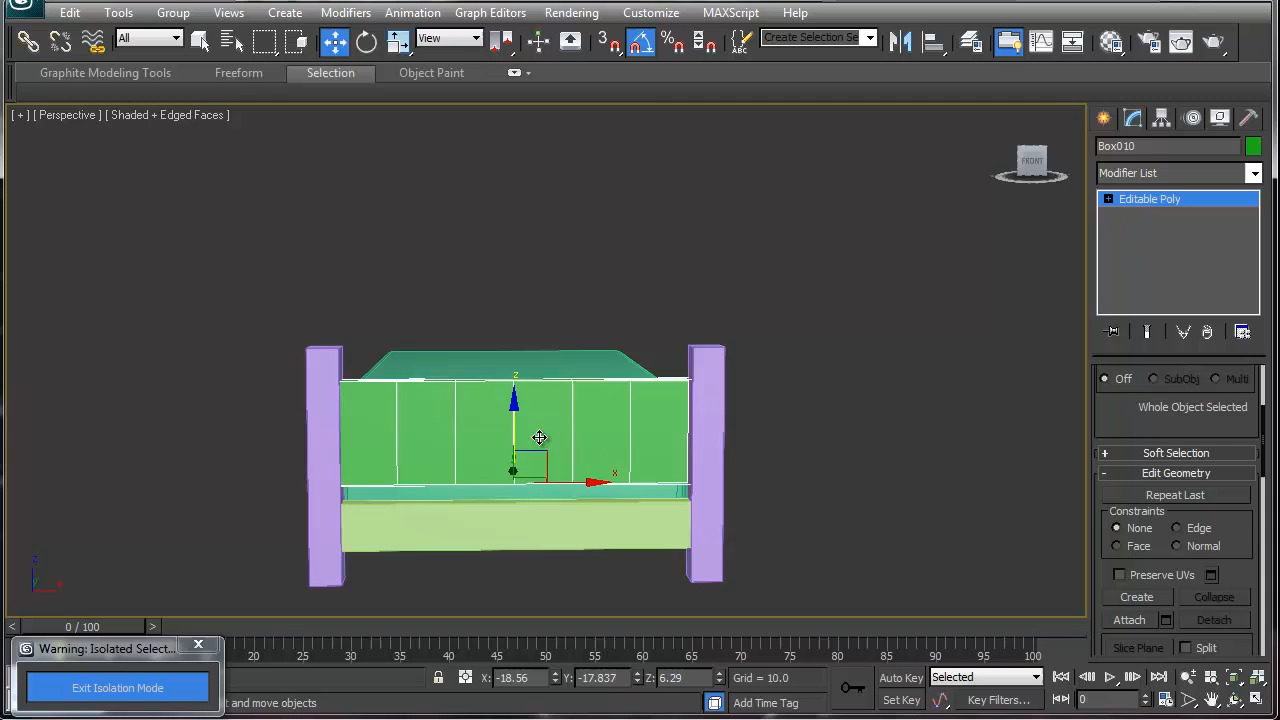 Edit Tools Group Views Create Modifiers Animation Graph Editors Rendering Customize MAXScript Help
All View 3 % ABC Create Selection Se
Graphite Modeling Tools Freeform Selection Object Paint
[ + ] [ Perspective ] [ Shaded + Edged Faces ]
FRONT
Box010
Modifier List
Editable Poly
z
x
Off SubObj Multi
Whole Object Selected
+ Soft Selection
- Edit Geometry
Repeat Last
Constraints
None Edge
Face Normal
Preserve UVs
Create Collapse
Attach Detach
Slice Plane Split
z
y x
< 0 / 100 >
Warning: Isolated Select...
Exit Isolation Mode
20 25 30 35 40 45 50 55 60 65 70 75 80 85 90 95 100
X: -18.56 Y: -17.837 Z: 6.29 Grid = 10.0
Auto Key Selected
and move objects Add Time Tag
Set Key Key Filters... 0